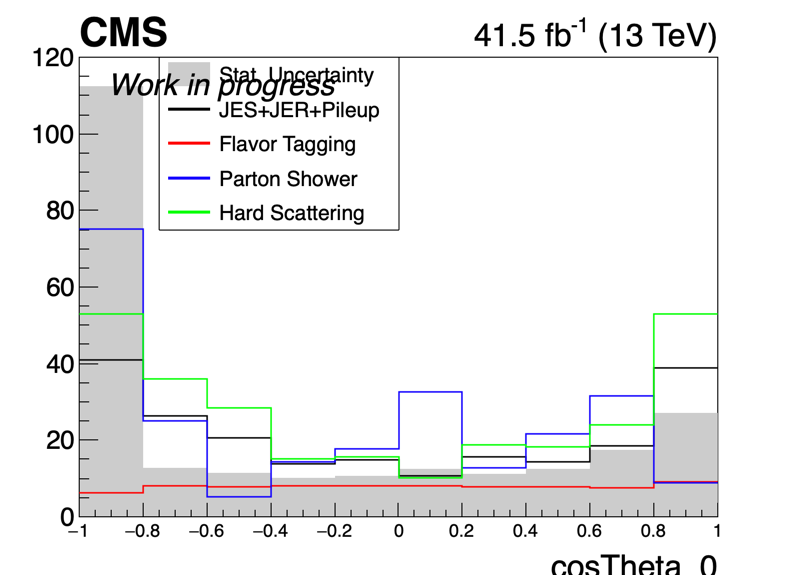 CMS
41.5 fb-1 (13 TeV)
Work in progress
Stat. Uncertainty
JES+JER+Pileup
Flavor Tagging
Parton Shower
Hard Scattering
120
100
80
60
40
20
0
−1 −0.8 −0.6 −0.4 −0.2 0 0.2 0.4 0.6 0.8 1
cosTheta_0